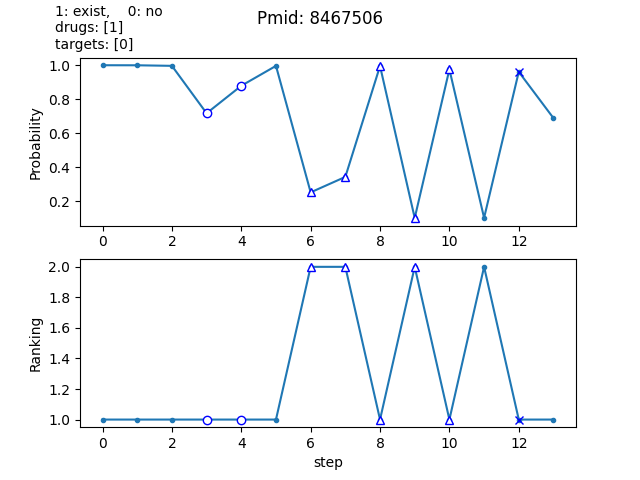 1: exist,    0: no
drugs: [1]
targets: [0]
Pmid: 8467506
Probability
1.0
0.8
0.6
0.4
0.2
0 2 4 6 8 10 12
Ranking
2.0
1.8
1.6
1.4
1.2
1.0
0 2 4 6 8 10 12
step